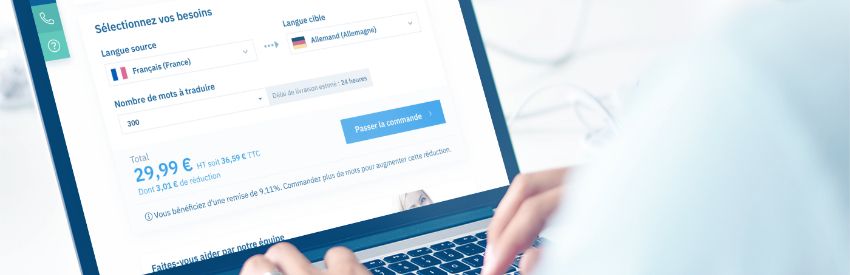 Sélectionnez vos besoins
Langue source
Langue cible
Français (France)
Allemand (Allemagne)
Nombre de mots à traduire
300
Délai de livraison estimé : 24 heures
Total
29,99 € HT soit 36,59 € TTC
Dont 3,01 € de réduction
Passer la commande
Vous bénéficiez d'une remise de 9.11%. Commandez plus de mots pour augmenter cette réduction.
Faites-vous aider par notre équipe